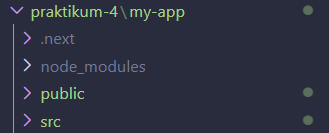 praktikum-4\my-app
.next
node_modules
public
src